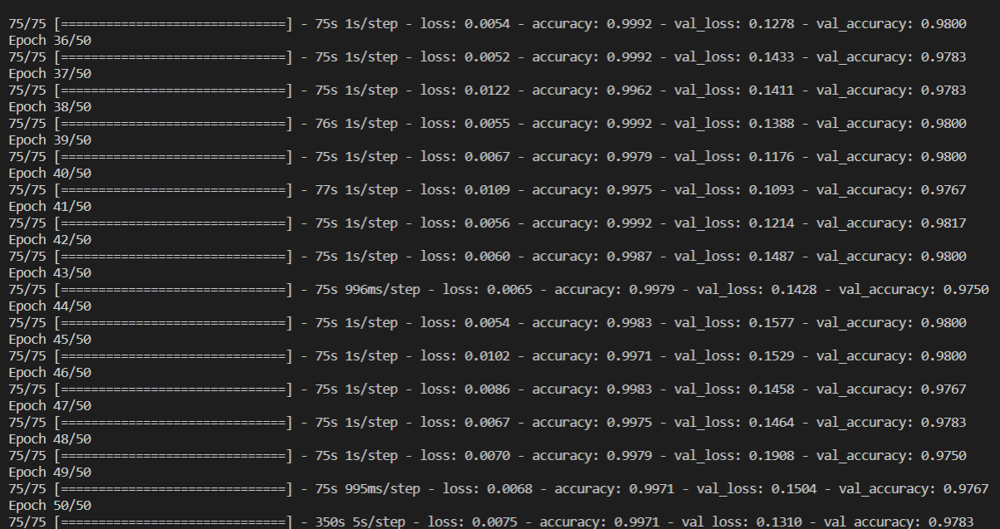 75/75 [==============================] - 75s 1s/step - loss: 0.0054 - accuracy: 0.9992 - val_loss: 0.1278 - val_accuracy: 0.9800
Epoch 36/50
75/75 [==============================] - 75s 1s/step - loss: 0.0052 - accuracy: 0.9992 - val_loss: 0.1433 - val_accuracy: 0.9783
Epoch 37/50
75/75 [==============================] - 75s 1s/step - loss: 0.0122 - accuracy: 0.9962 - val_loss: 0.1411 - val_accuracy: 0.9783
Epoch 38/50
75/75 [==============================] - 76s 1s/step - loss: 0.0055 - accuracy: 0.9992 - val_loss: 0.1388 - val_accuracy: 0.9800
Epoch 39/50
75/75 [==============================] - 75s 1s/step - loss: 0.0067 - accuracy: 0.9979 - val_loss: 0.1176 - val_accuracy: 0.9800
Epoch 40/50
75/75 [==============================] - 77s 1s/step - loss: 0.0109 - accuracy: 0.9975 - val_loss: 0.1093 - val_accuracy: 0.9767
Epoch 41/50
75/75 [==============================] - 75s 1s/step - loss: 0.0056 - accuracy: 0.9992 - val_loss: 0.1214 - val_accuracy: 0.9817
Epoch 42/50
75/75 [==============================] - 75s 1s/step - loss: 0.0060 - accuracy: 0.9987 - val_loss: 0.1487 - val_accuracy: 0.9800
Epoch 43/50
75/75 [==============================] - 75s 996ms/step - loss: 0.0065 - accuracy: 0.9979 - val_loss: 0.1428 - val_accuracy: 0.9750
Epoch 44/50
75/75 [==============================] - 75s 1s/step - loss: 0.0054 - accuracy: 0.9983 - val_loss: 0.1577 - val_accuracy: 0.9800
Epoch 45/50
75/75 [==============================] - 75s 1s/step - loss: 0.0102 - accuracy: 0.9971 - val_loss: 0.1529 - val_accuracy: 0.9800
Epoch 46/50
75/75 [==============================] - 75s 1s/step - loss: 0.0086 - accuracy: 0.9983 - val_loss: 0.1458 - val_accuracy: 0.9767
Epoch 47/50
75/75 [==============================] - 75s 1s/step - loss: 0.0067 - accuracy: 0.9975 - val_loss: 0.1464 - val_accuracy: 0.9783
Epoch 48/50
75/75 [==============================] - 75s 1s/step - loss: 0.0070 - accuracy: 0.9979 - val_loss: 0.1908 - val_accuracy: 0.9750
Epoch 49/50
75/75 [==============================] - 75s 995ms/step - loss: 0.0068 - accuracy: 0.9971 - val_loss: 0.1504 - val_accuracy: 0.9767
Epoch 50/50
75/75 [==============================] - 350s 5s/step - loss: 0.0075 - accuracy: 0.9971 - val_loss: 0.1310 - val_accuracy: 0.9783